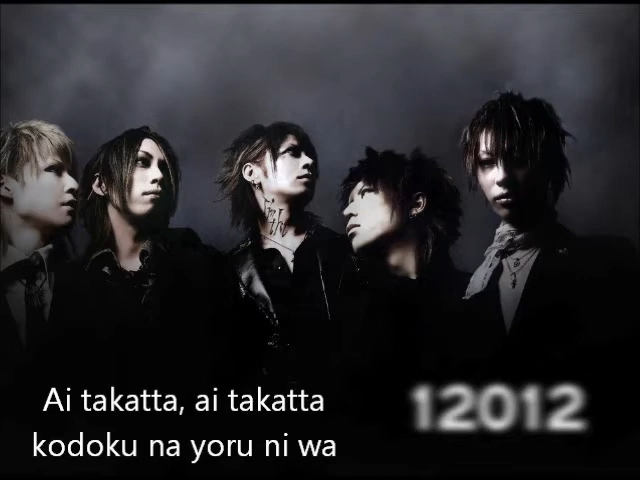 Ai takatta, ai takatta
kodoku na yoru ni wa
12012